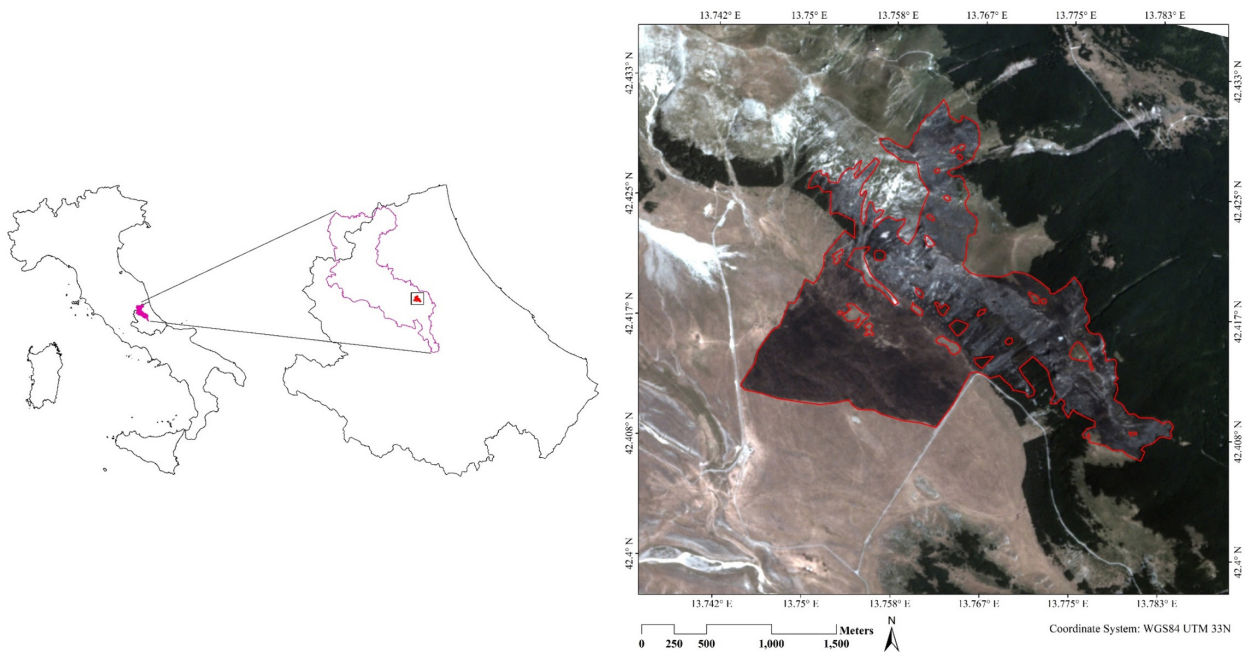 13.742° E 13.75° E 13.758° E 13.767° E 13.775° E 13.783° E
42.433° N 42.433° N
42.425° N 42.425° N
42.417° N 42.417° N
42.408° N 42.408° N
42.4° N 42.4° N
13.742° E 13.75° E 13.758° E 13.767° E 13.775° E 13.783° E
Meters
0 250 500 1,000 1,500
N
Coordinate System: WGS84 UTM 33N